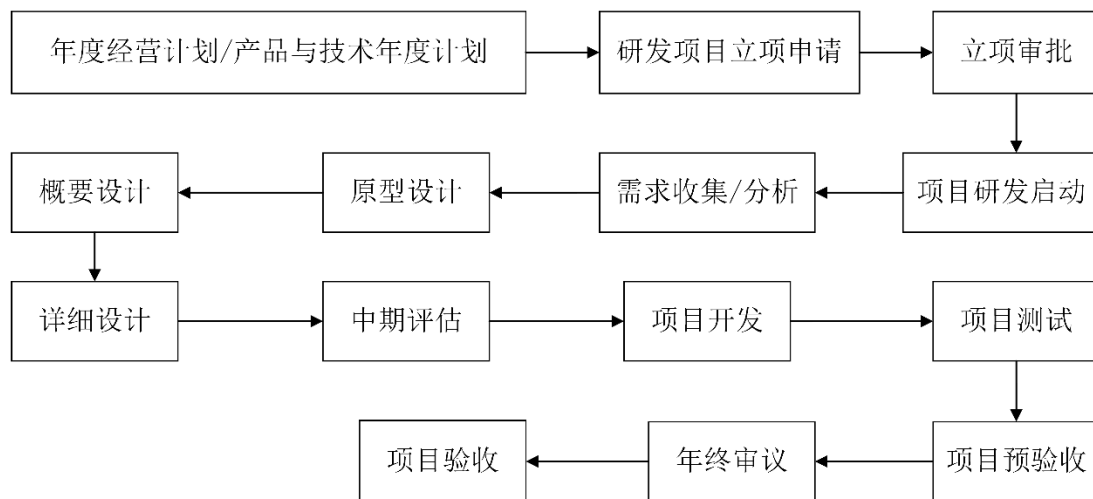 年度经营计划/产品与技术年度计划
研发项目立项申请
立项审批
项目研发启动
需求收集/分析
原型设计
概要设计
详细设计
中期评估
项目开发
项目测试
项目预验收
年终审议
项目验收